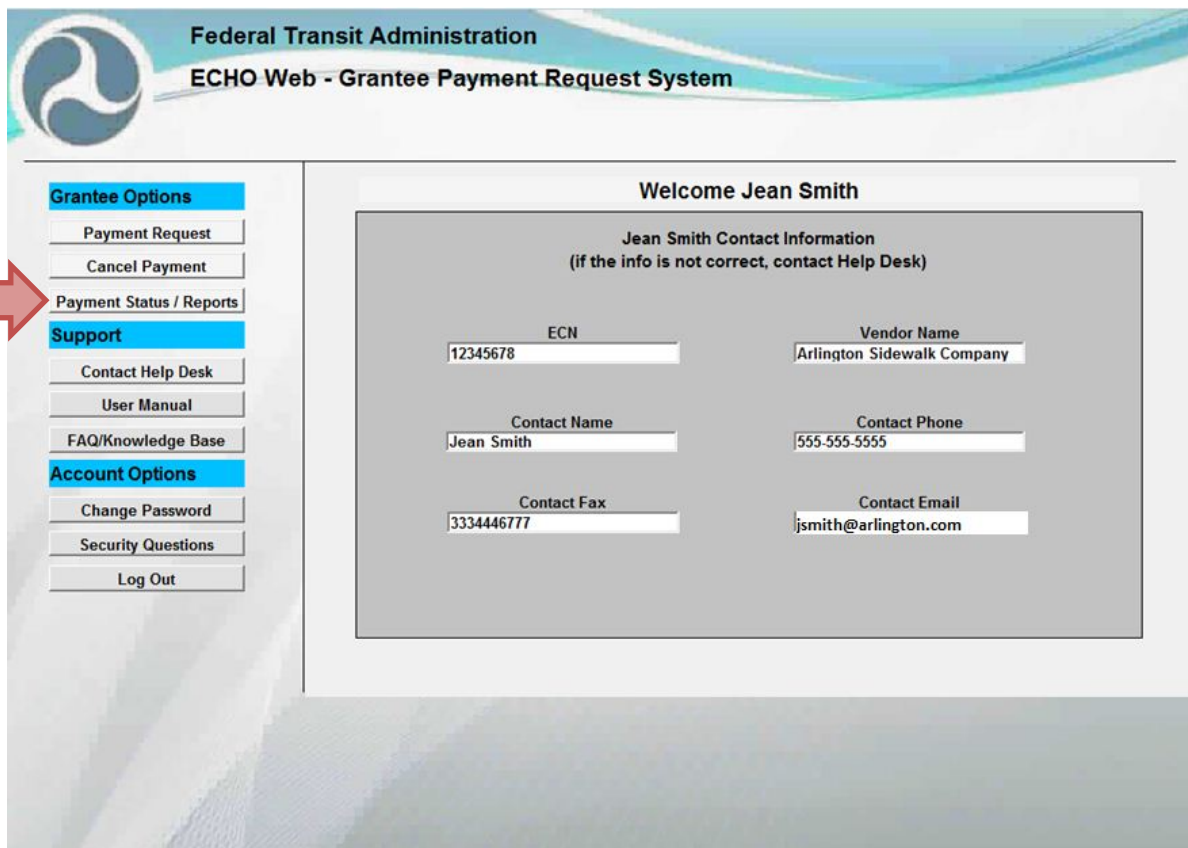 Federal Transit Administration
ECHO Web - Grantee Payment Request System
Grantee Options
Payment Request
Cancel Payment
Payment Status / Reports
Support
Contact Help Desk
User Manual
FAQ/Knowledge Base
Account Options
Change Password
Security Questions
Log Out
Welcome Jean Smith
Jean Smith Contact Information
(if the info is not correct, contact Help Desk)
ECN
12345678
Vendor Name
Arlington Sidewalk Company
Contact Name
Jean Smith
Contact Phone
555-555-5555
Contact Fax
3334446777
Contact Email
jsmith@arlington.com